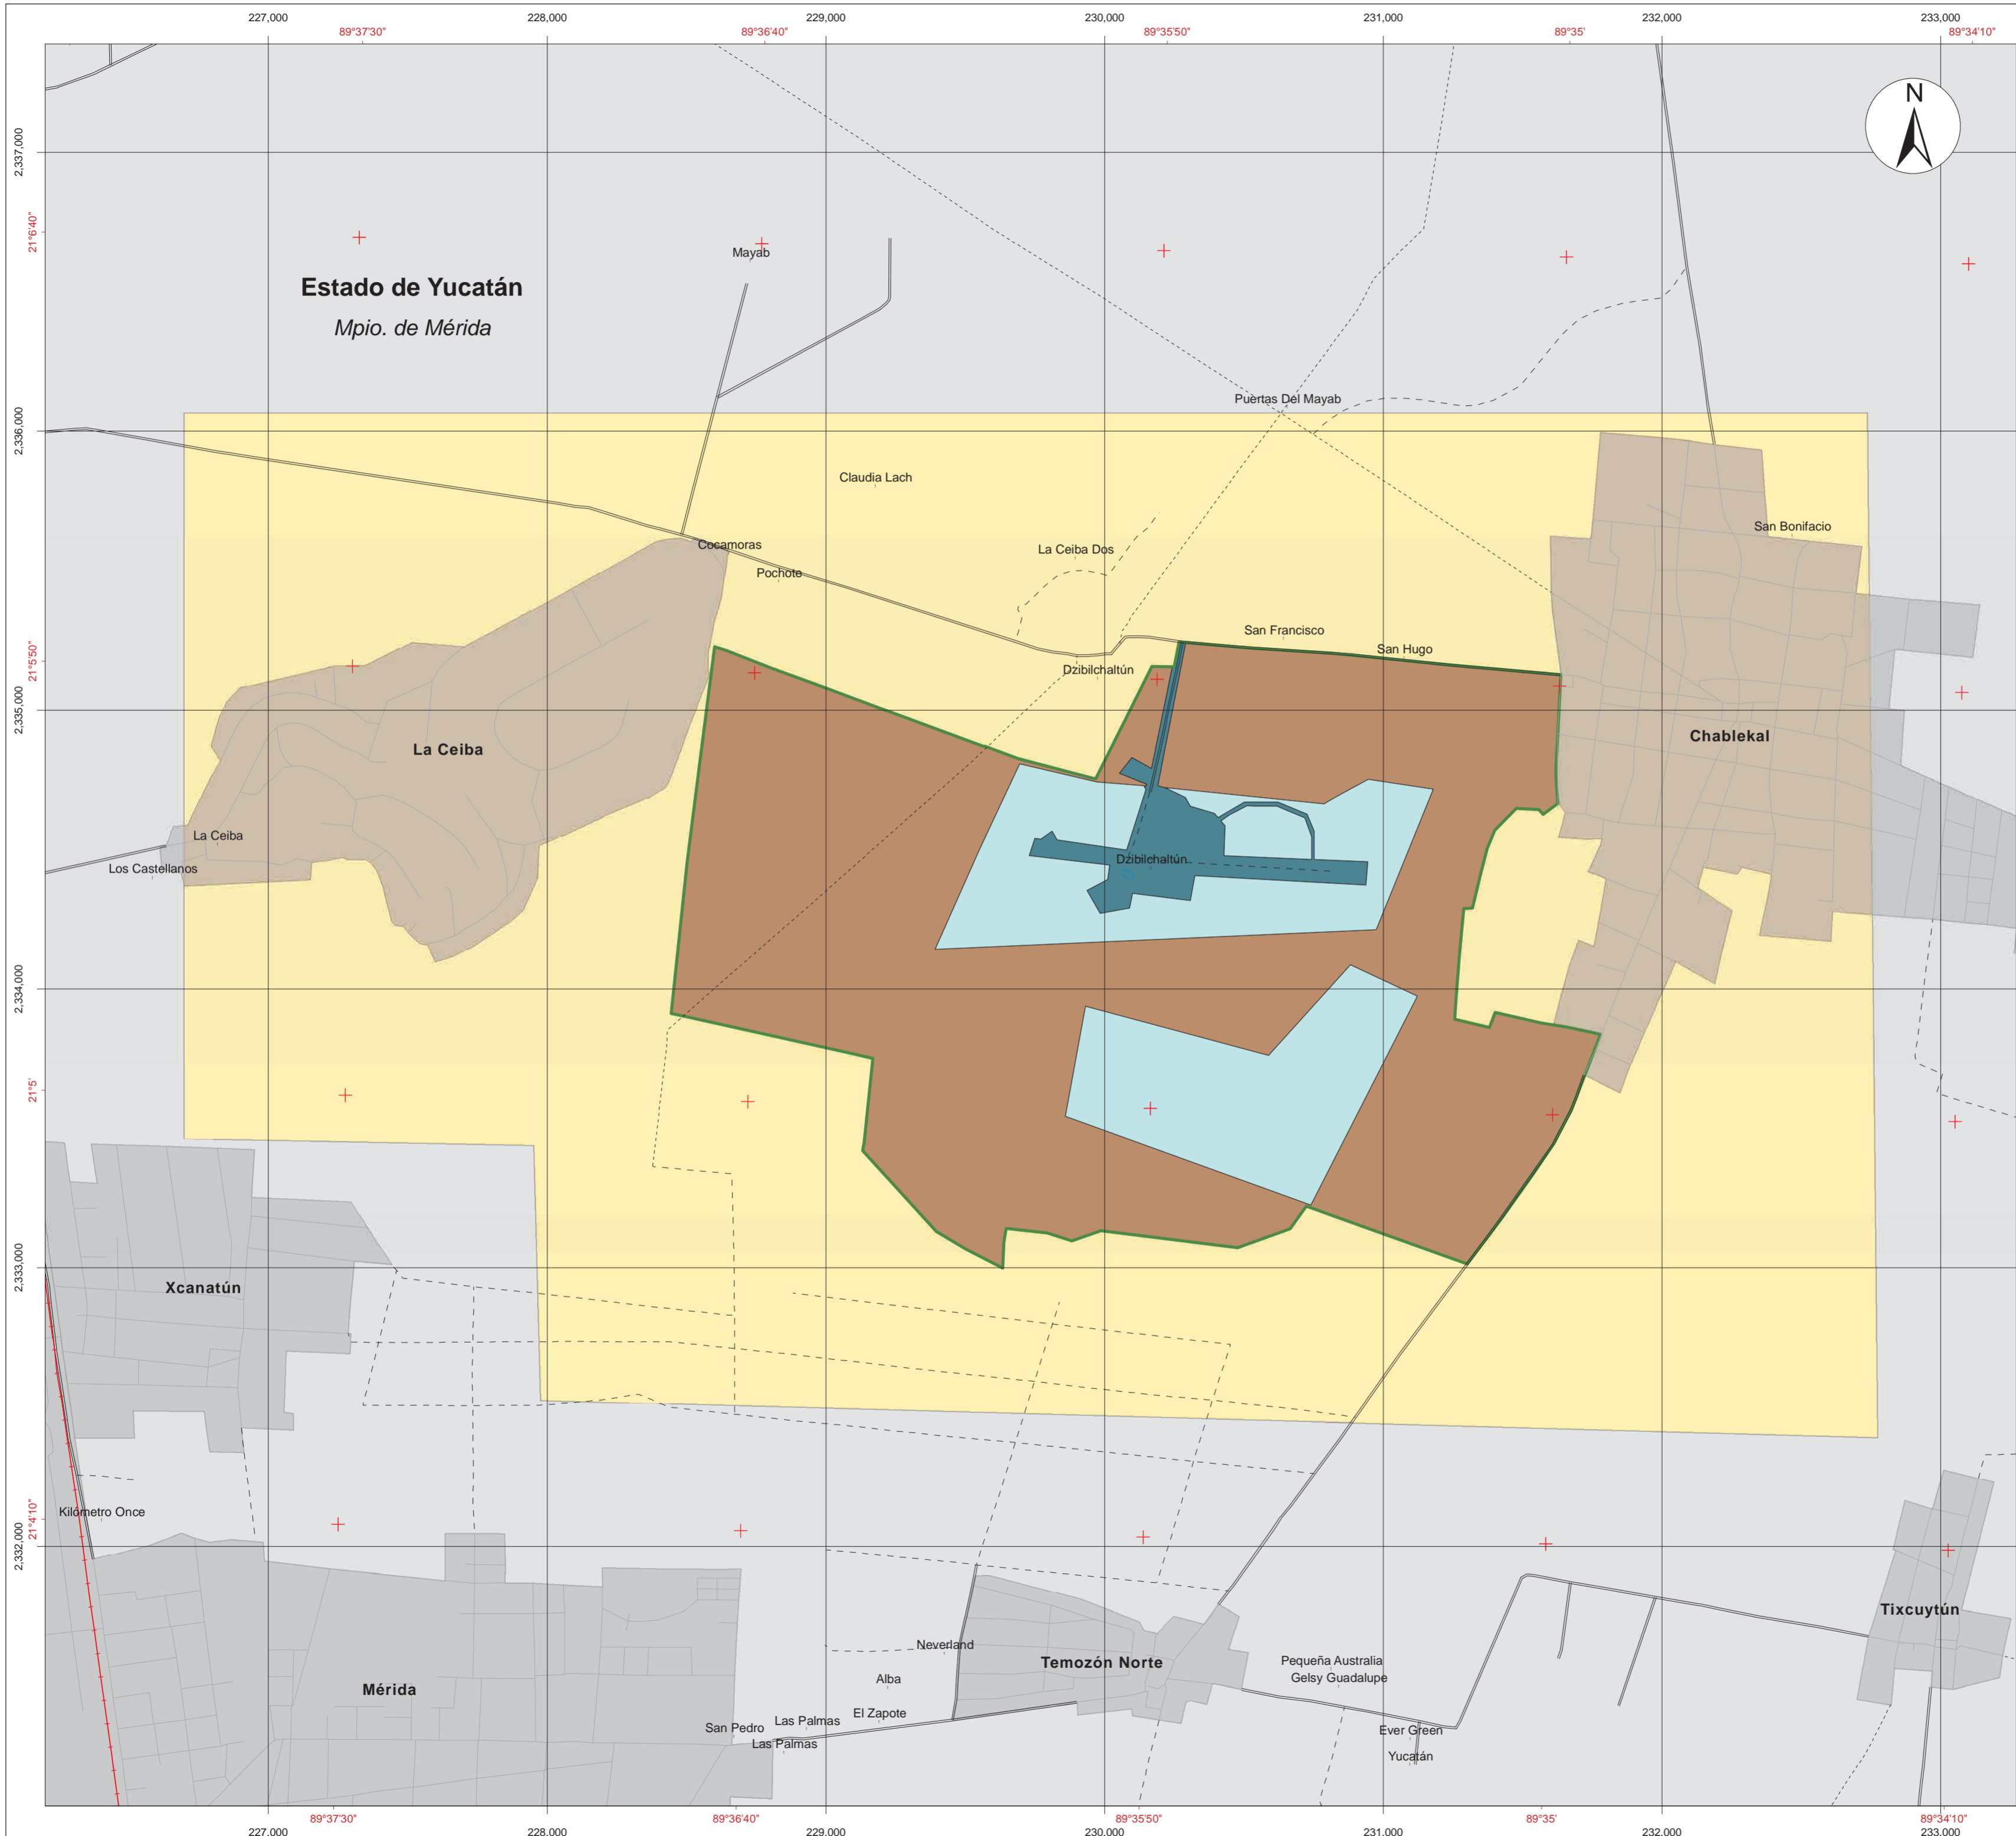 227,000 228,000 229,000 230,000 231,000 232,000 233,000
89°37'30" 89°36'40" 89°35'50" 89°35' 89°34'10"
N
2,337,000
21°6'40"
Mayab
Estado de Yucatán
Mpio. de Mérida
Puertas Del Mayab
2,336,000
Claudia Lach
San Bonifacio
Cocamoras
La Ceiba Dos
Pochote
San Francisco
San Hugo
21°5'50"
Dzibilchaltún
2,335,000
La Ceiba
Chablekal
La Ceiba
Los Castellanos
Dzibilchaltún
2,334,000
21°5'
2,333,000
Xcanatún
Kilómetro Once
21°4'10"
2,332,000
Tixcuytún
Neverland
Temozón Norte
Pequeña Australia
Gelsy Guadalupe
Alba
Mérida
El Zapote
San Pedro
Las Palmas
Las Palmas
Ever Green
Yucatán
89°37'30" 89°36'40" 89°35'50" 89°35' 89°34'10"
227.000 228.000 229.000 230.000 231.000 232.000 233.000